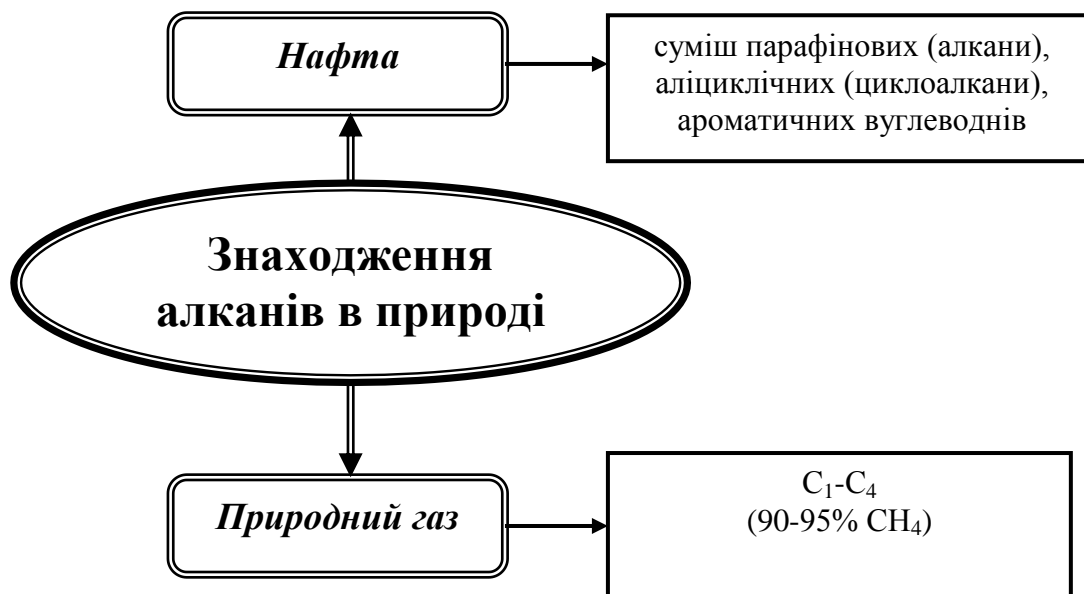 Нафта
суміш парафінових (алкани),
аліциклічних (циклоалкани),
ароматичних вуглеводнів
Знаходження
алканів в природі
Природний газ
C₁-C₄
(90-95% CH₄)